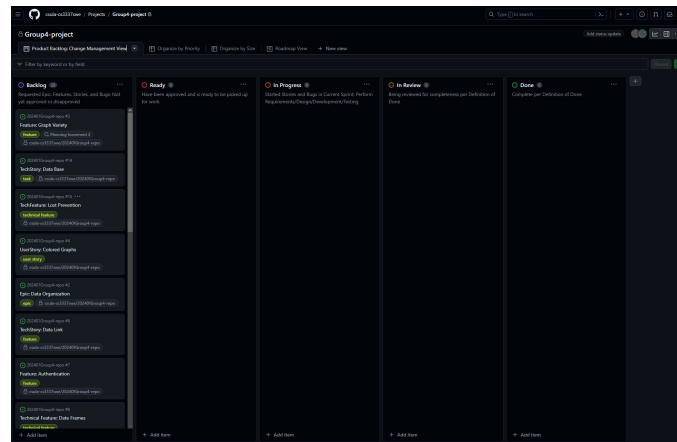 csula-cs3337swe / Projects / Group4-project
Type / to search
Group4-project
Add status update
Product Backlog: Change Management View
Organize by Priority
Organize by Size
Roadmap View
+ New view
Filter by keyword or by field
Backlog
Requested Epic, Features, Stories, and Bugs: Not
yet approved or disapproved
Feature: Graph Variety
feature
Planning Increment 3
TechStory: Data Base
task
TechFeature: Lost Prevention
technical feature
UserStory: Colored Graphs
user story
Epic: Data Organization
epic
TechStory: Data Link
feature
Feature: Authentication
feature
Technical Feature: Date Frames
technical feature
+ Add item
Ready
Have been approved and is ready to be picked up
for work.
+ Add item
In Progress
Started Stories and Bugs in Current Sprint: Perform
Requirements/Design/Development/Testing
+ Add item
In Review
Being reviewed for completeness per Definition of
Done
+ Add item
Done
Complete per Definition of Done
+ Add item